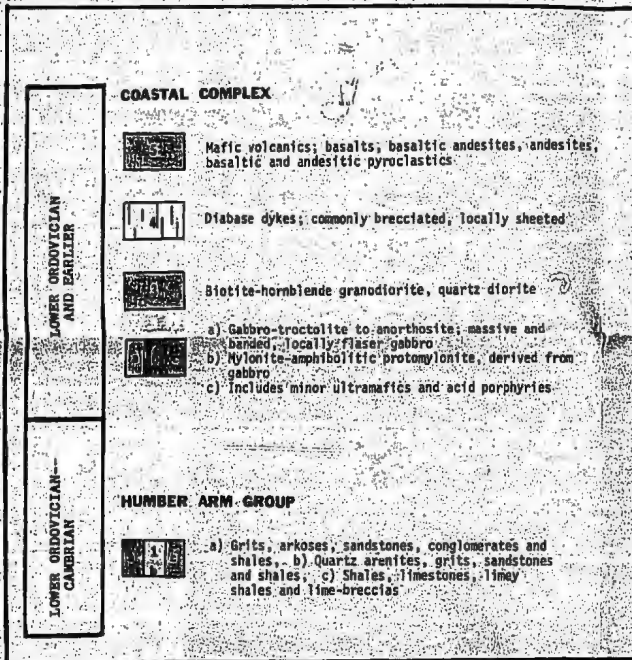 COASTAL COMPLEX
Mafic volcanics; basalts, basaltic andesites, andesites,
basaltic and andesitic pyroclastics
4
Diabase dykes; commonly brecciated, locally sheeted
LOWER ORDOVICIAN
AND EARLIER
Biotite-hornblende granodiorite, quartz diorite
a) Gabbro-troctolite to anorthosite; massive and
banded, locally flaser gabbro
b) Mylonite-amphibolitic protomylonite, derived from
gabbro
c) Includes minor ultramafics and acid porphyries
LOWER ORDOVICIAN--
CAMBRIAN
HUMBER ARM GROUP
1
a) Grits, arkoses, sandstones, conglomerates and
shales, b) Quartz arenites, grits, sandstones
and shales, c) Shales, limestones, limey
shales and lime-breccias